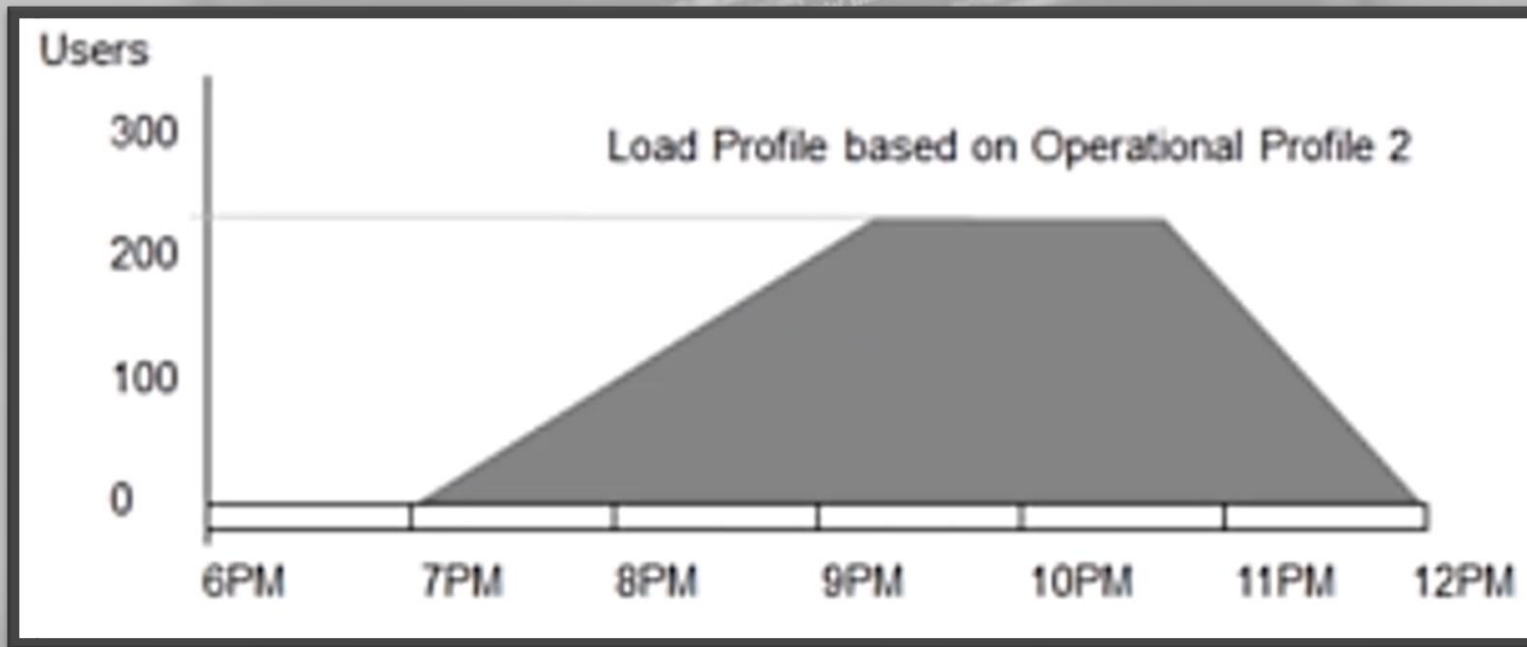 Users
300
Load Profile based on Operational Profile 2
200
100
0
6PM 7PM 8PM 9PM 10PM 11PM 12PM